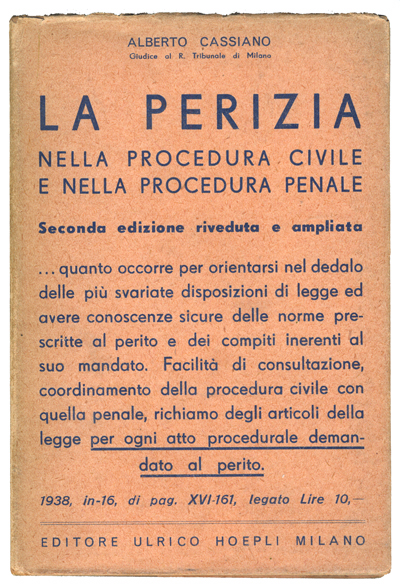 ALBERTO CASSIANO
Giudice al R. Tribunale di Milano
LA PERIZIA
NELLA PROCEDURA CIVILE
E NELLA PROCEDURA PENALE
Seconda edizione riveduta e ampliata
... quanto occorre per orientarsi nel dedalo
delle più svariate disposizioni di legge ed
avere conoscenze sicure delle norme pre-
scritte al perito e dei compiti inerenti al
suo mandato. Facilità di consultazione,
coordinamento della procedura civile con
quella penale, richiamo degli articoli della
legge per ogni atto procedurale deman-
dato al perito.
1938, in-16, di pag. XVI-161, legato Lire 10,—
EDITORE ULRICO HOEPLI MILANO